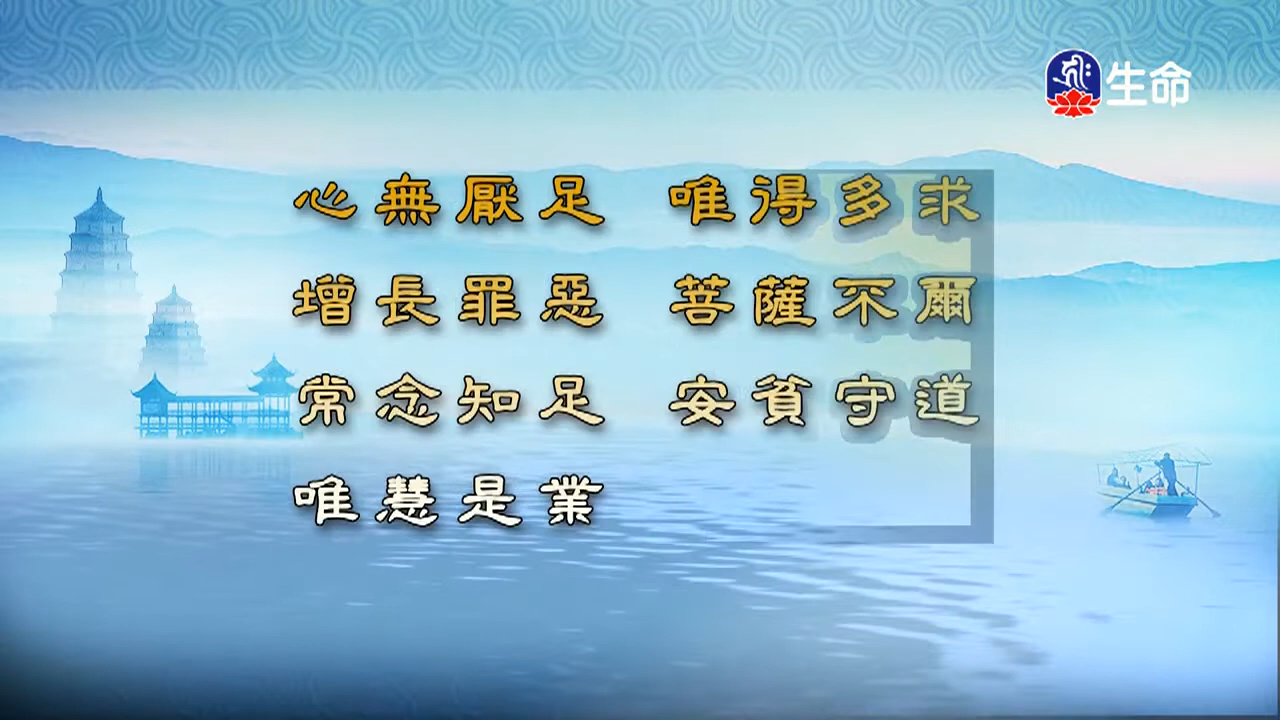 生命
心無厭足 唯得多求
增長罪惡 菩薩不爾
常念知足 安貧守道
唯慧是業